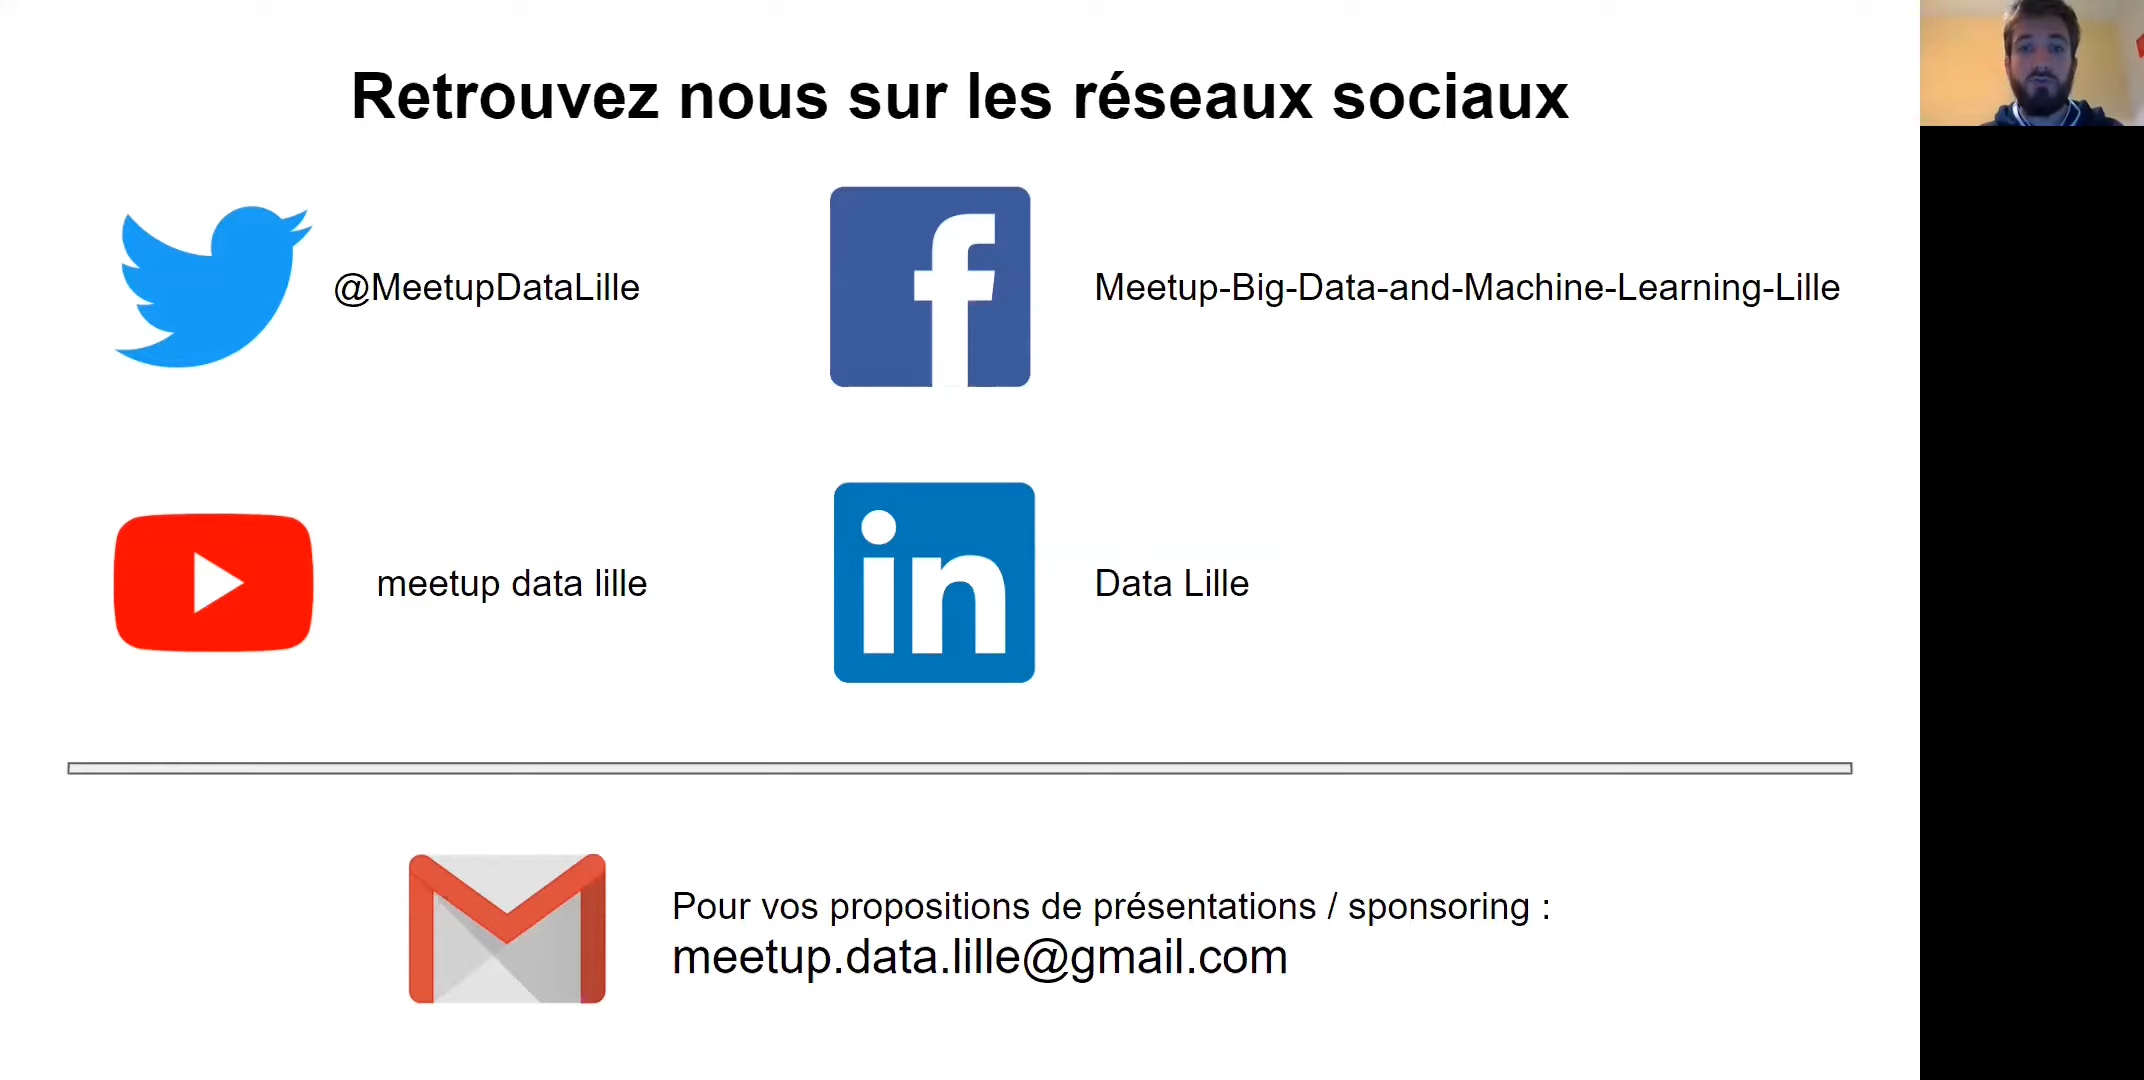 Retrouvez nous sur les réseaux sociaux
@MeetupDataLille
Meetup-Big-Data-and-Machine-Learning-Lille
meetup data lille
in
Data Lille
Pour vos propositions de présentations / sponsoring :
meetup.data.lille@gmail.com